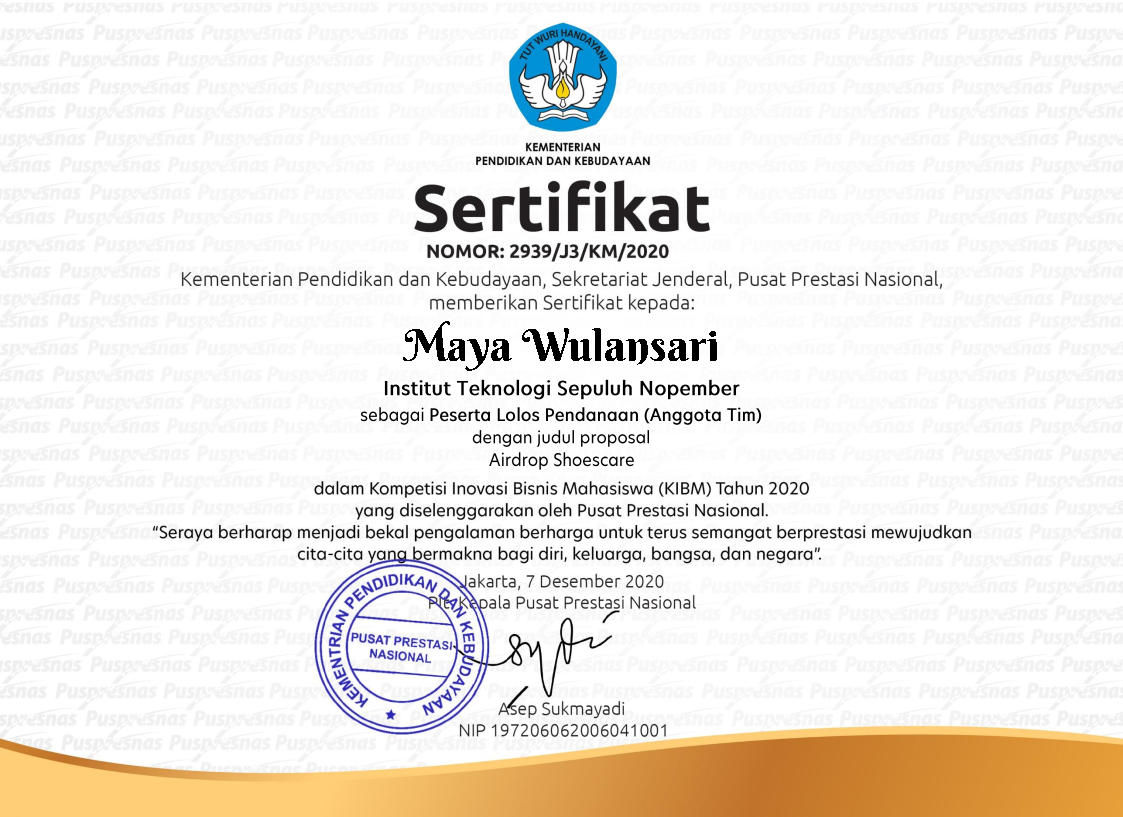 TUT WURI HANDAYANI
KEMENTERIAN
PENDIDIKAN DAN KEBUDAYAAN
Sertifikat
NOMOR: 2939/J3/KM/2020
Kementerian Pendidikan dan Kebudayaan, Sekretariat Jenderal, Pusat Prestasi Nasional,
memberikan Sertifikat kepada:
Maya Wulansari
Institut Teknologi Sepuluh Nopember
sebagai Peserta Lolos Pendanaan (Anggota Tim)
dengan judul proposal
Airdrop Shoescare
dalam Kompetisi Inovasi Bisnis Mahasiswa (KIBM) Tahun 2020
yang diselenggarakan oleh Pusat Prestasi Nasional.
“Seraya berharap menjadi bekal pengalaman berharga untuk terus semangat berprestasi mewujudkan
cita-cita yang bermakna bagi diri, keluarga, bangsa, dan negara”.
Jakarta, 7 Desember 2020
Plt. Kepala Pusat Prestasi Nasional
KEMENTRIAN PENDIDIKAN DAN KEBUDAYAAN
PUSAT PRESTASI
NASIONAL
Asep Sukmayadi
NIP 197206062006041001
Puspresnas